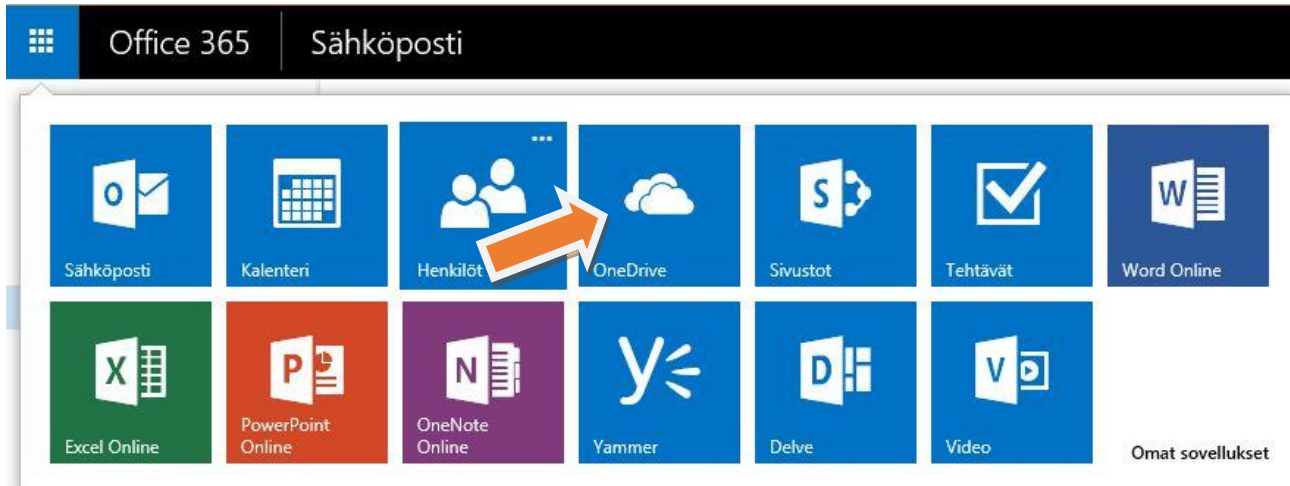 Office 365 Sähköposti
Sähköposti
Kalenteri
Henkilöt
OneDrive
Sivustot
Tehtävät
Word Online
Excel Online
PowerPoint
Online
OneNote
Online
Yammer
Delve
Video
Omat sovellukset